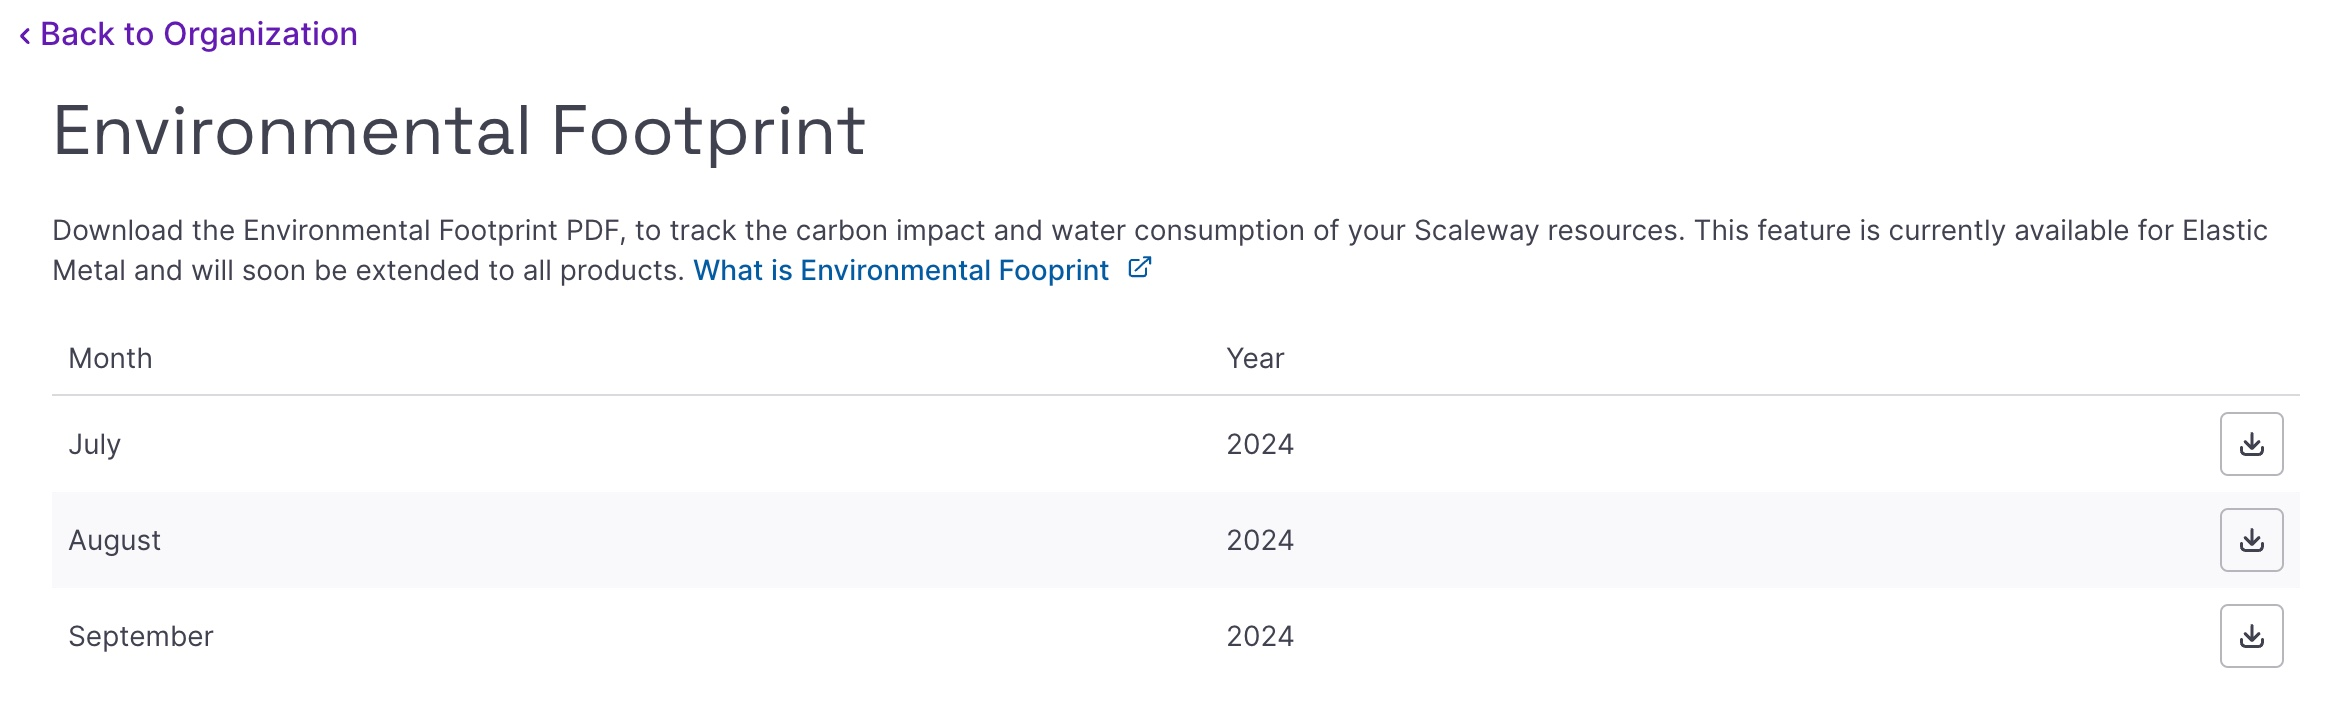 ‹ Back to Organization
Environmental Footprint
Download the Environmental Footprint PDF, to track the carbon impact and water consumption of your Scaleway resources. This feature is currently available for Elastic
Metal and will soon be extended to all products. What is Environmental Fooprint
Month Year
July 2024
August 2024
September 2024